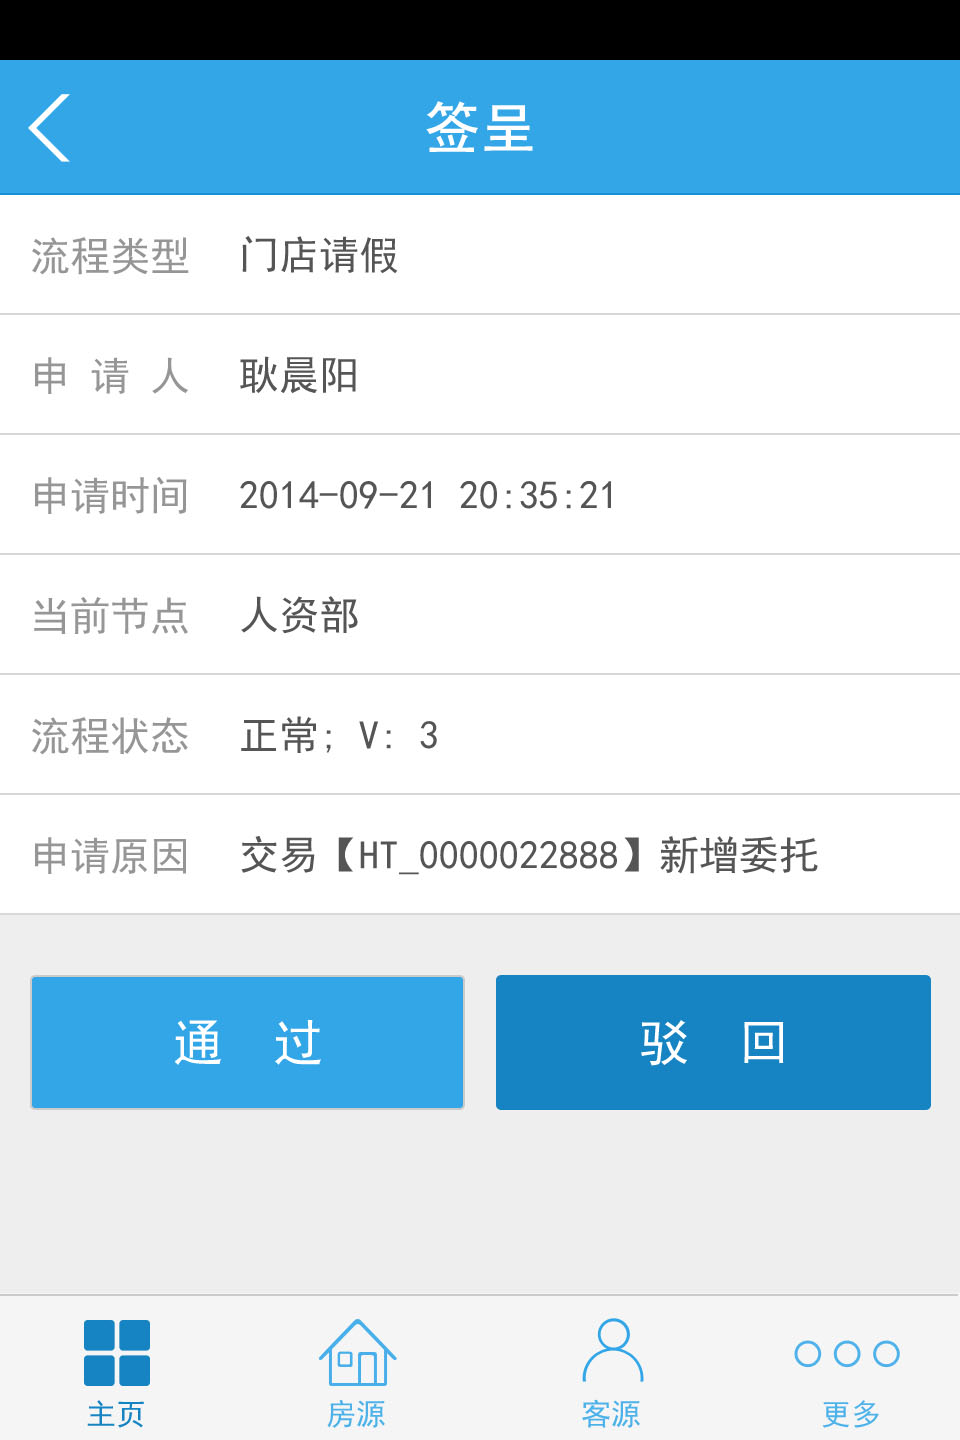 签呈
流程类型 门店请假
申 请 人 耿晨阳
申请时间 2014-09-21 20:35:21
当前节点 人资部
流程状态 正常; V: 3
申请原因 交易【HT_0000022888】新增委托
通 过 驳 回
主页 房源 客源 更多